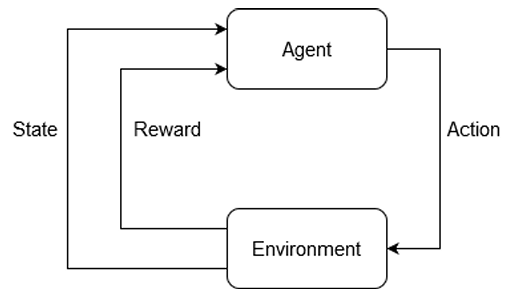 Agent
State
Reward
Action
Environment